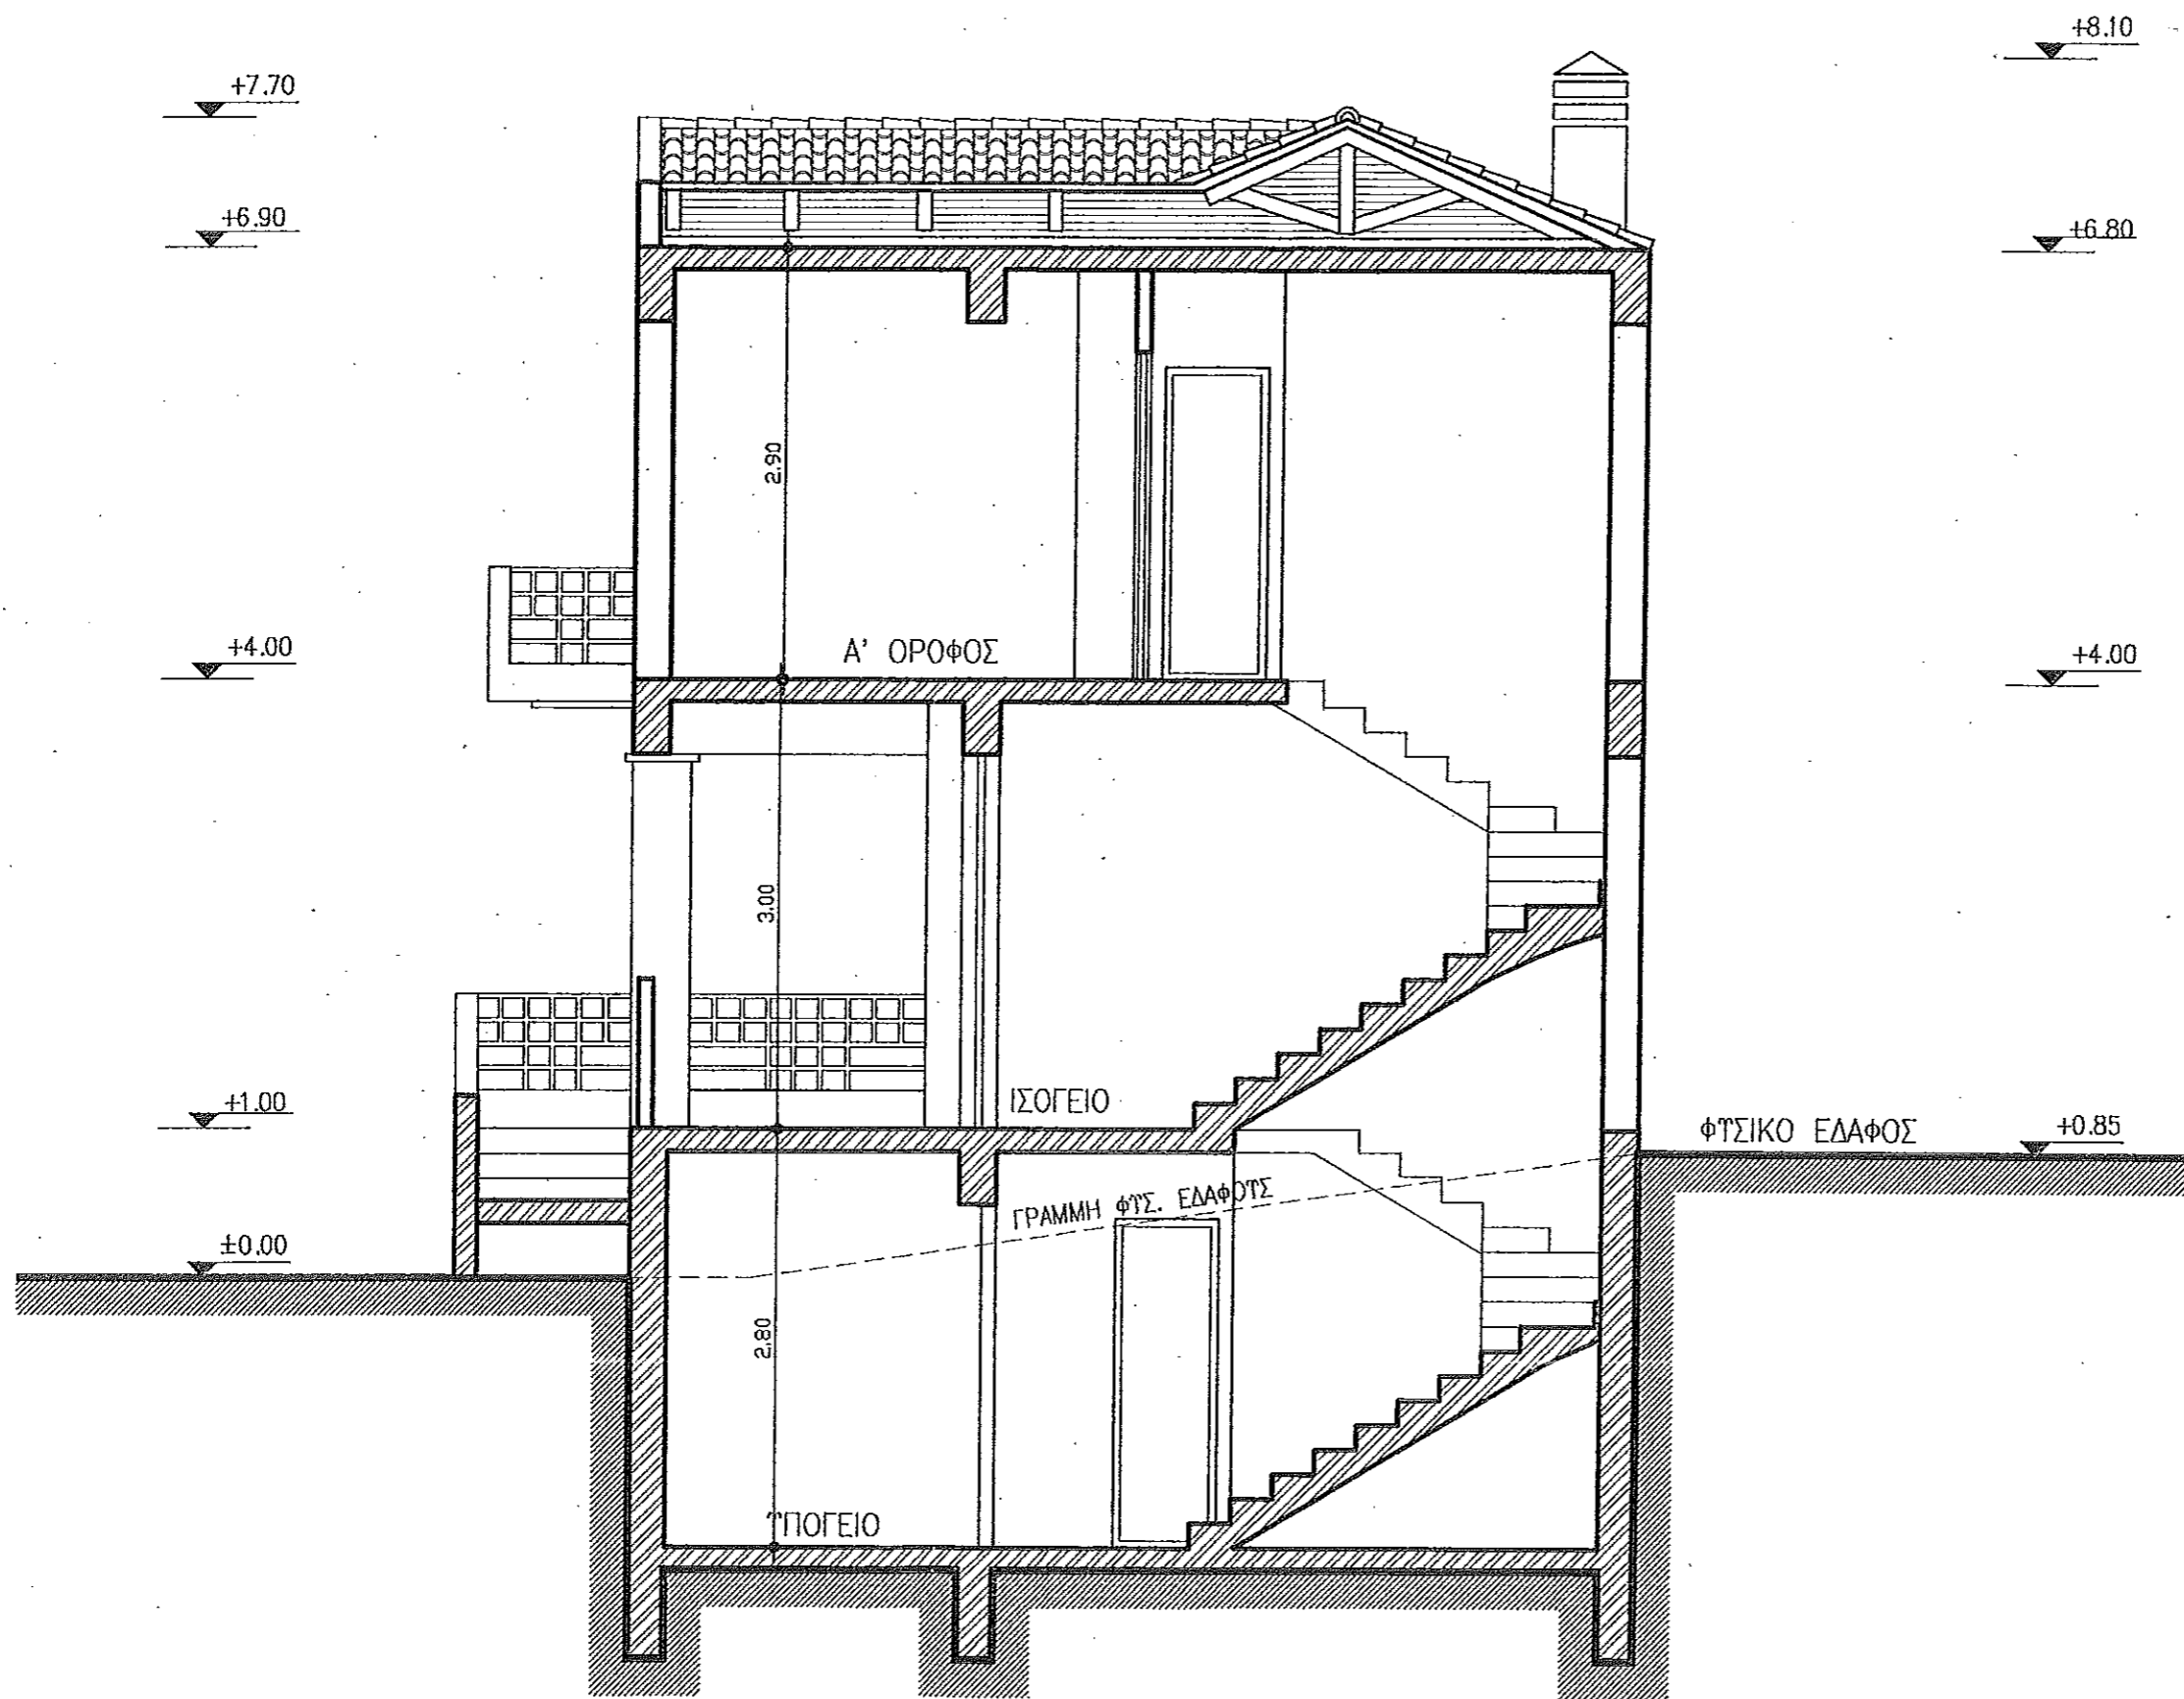 +8.10
+7.70
+6.90
+6.80
2.90
Α' ΟΡΟΦΟΣ
+4.00
+4.00
3.00
ΙΣΟΓΕΙΟ
+1.00
ΦΥΣΙΚΟ ΕΔΑΦΟΣ
+0.85
ΓΡΑΜΜΗ ΦΥΣ. ΕΔΑΦΟΥΣ
±0.00
2.80
ΥΠΟΓΕΙΟ